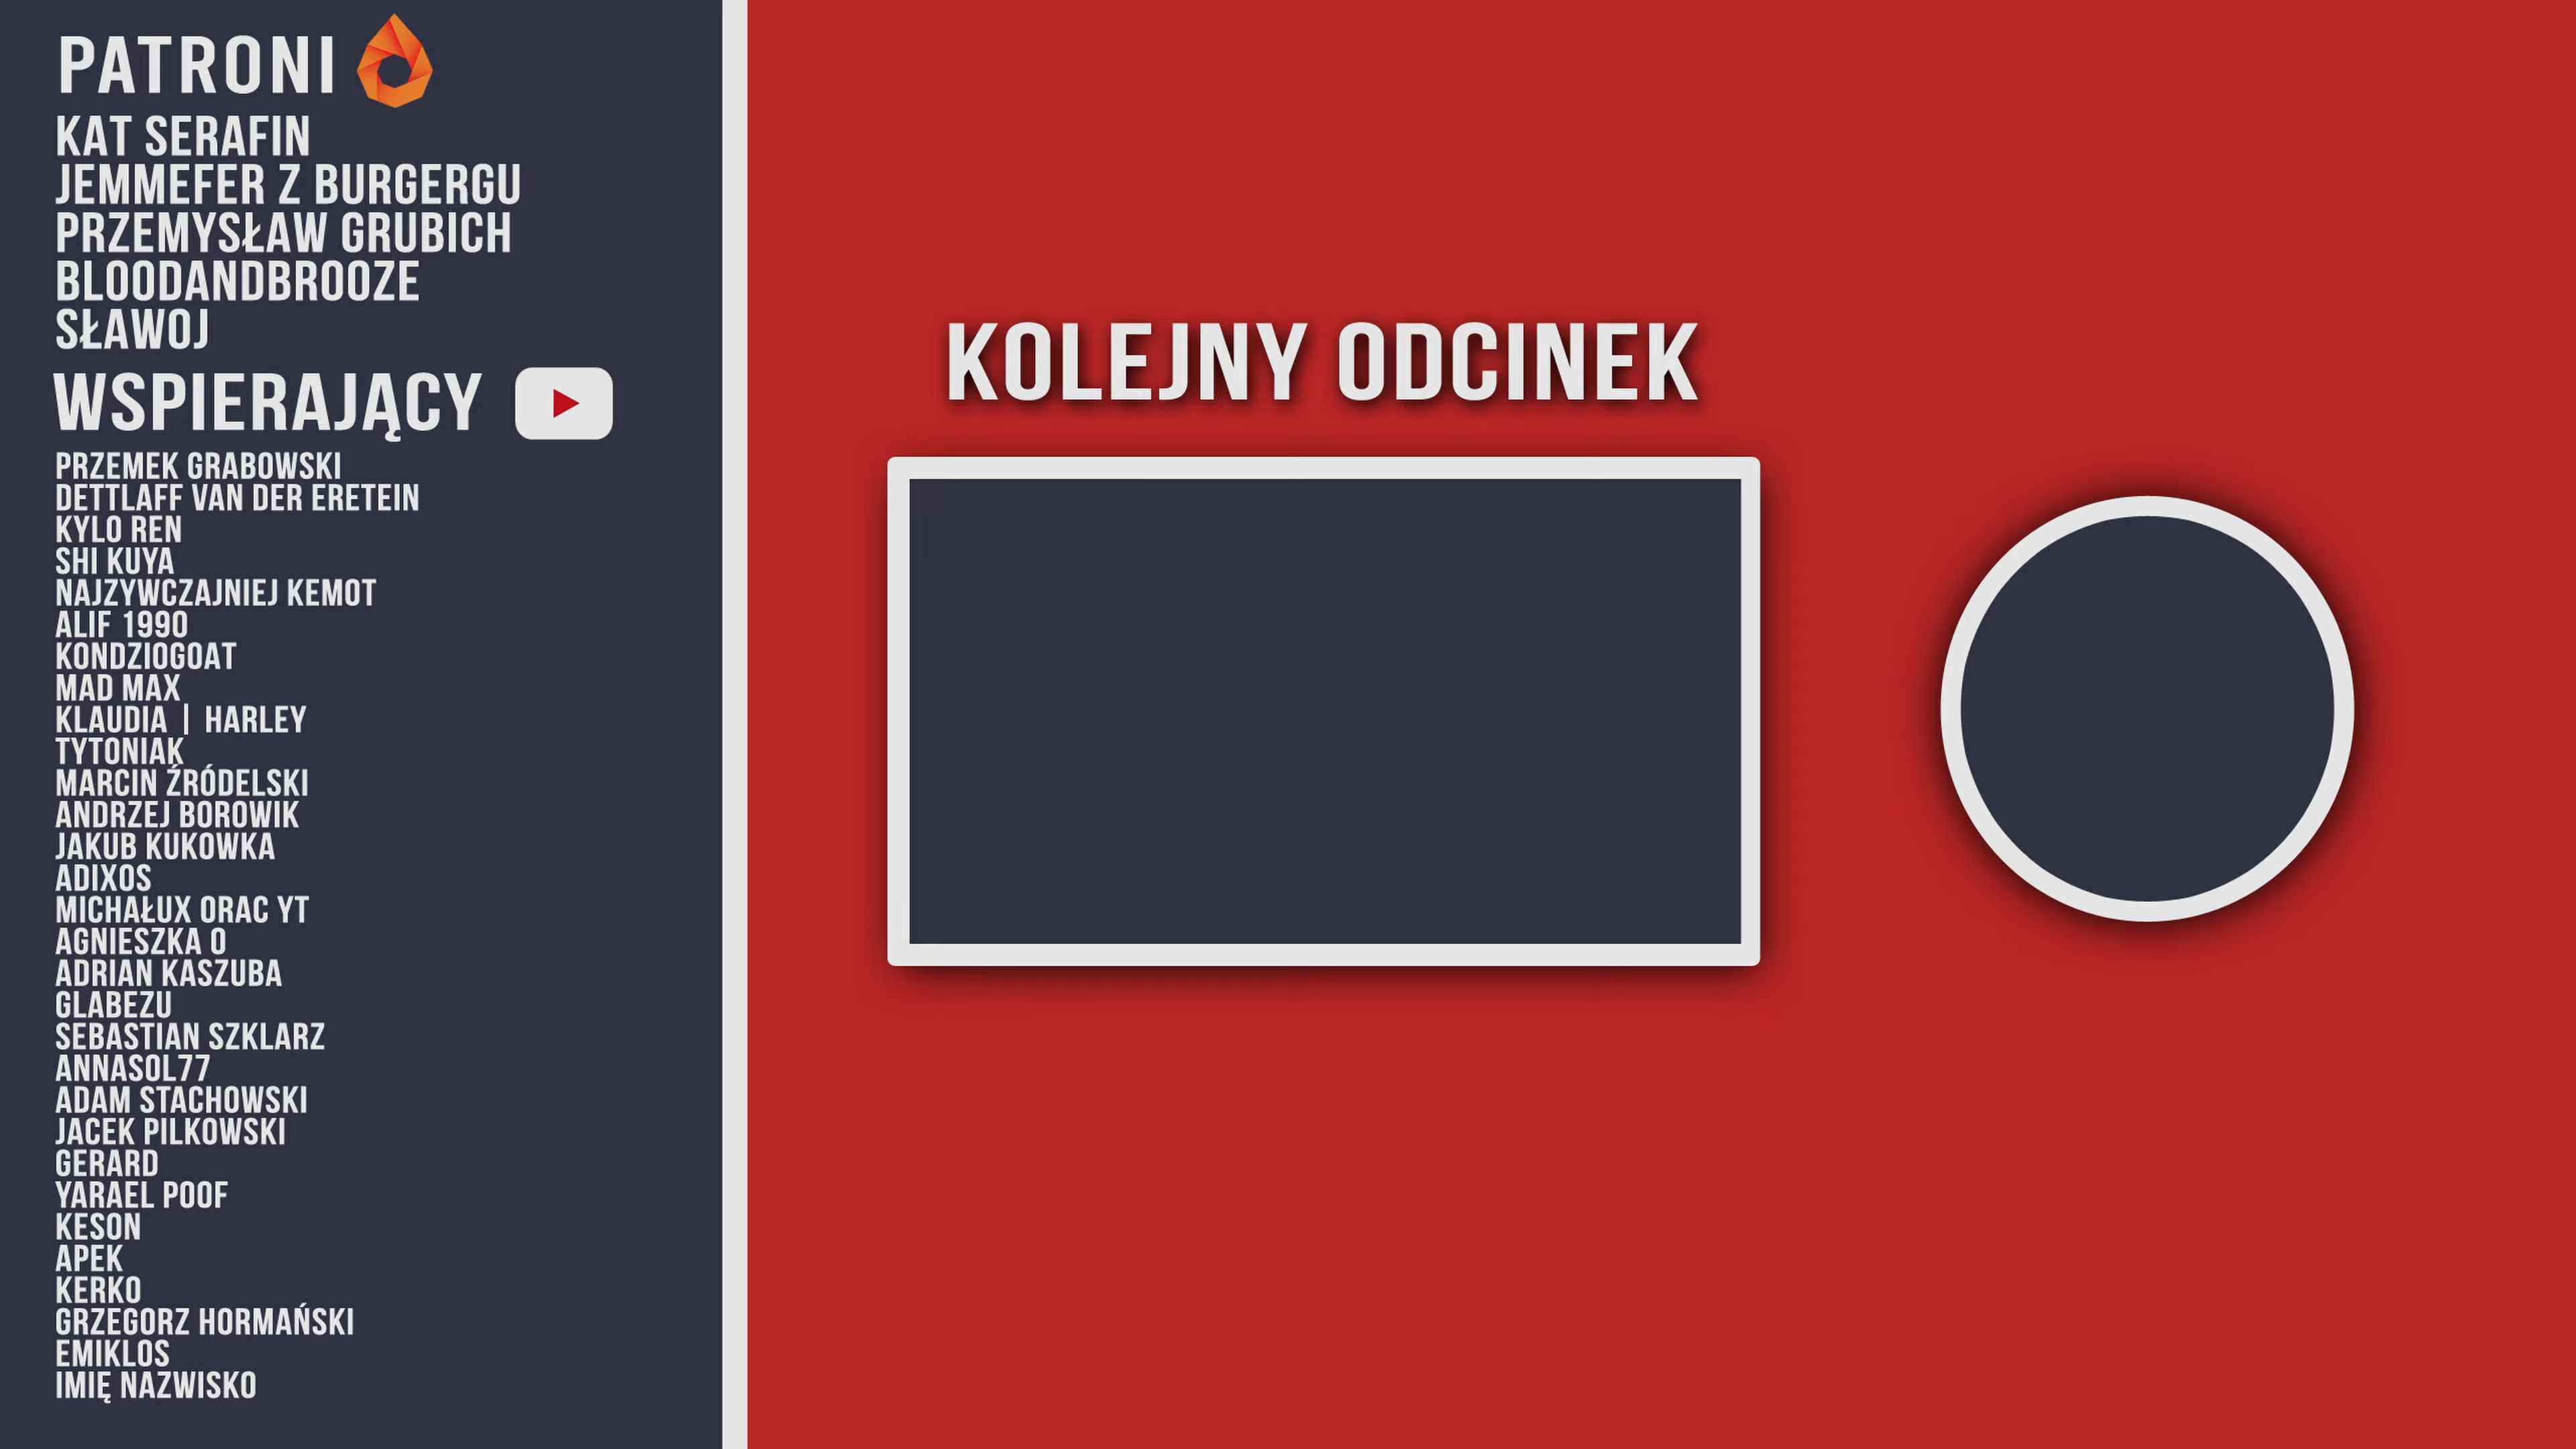 PATRONI
KAT SERAFIN
JEMMEFER Z BURGERGU
PRZEMYSŁAW GRUBICH
BLOODANDBROOZE
SŁAWOJ
WSPIERAJĄCY
PRZEMEK GRABOWSKI
DETTLAFF VAN DER ERETEIN
KYLO REN
SHI KUYA
NAJZYWCZAJNIEJ KEMOT
ALIF 1990
KONDZIOGOAT
MAD MAX
KLAUDIA | HARLEY
TYTONIAK
MARCIN ŹRÓDELSKI
ANDRZEJ BOROWIK
JAKUB KUKOWKA
ADIXOS
MICHAŁUX ORAC YT
AGNIESZKA O
ADRIAN KASZUBA
GLABEZU
SEBASTIAN SZKLARZ
ANNASOL77
ADAM STACHOWSKI
JACEK PILKOWSKI
GERARD
YARAEL POOF
KESON
APEK
KERKO
GRZEGORZ HORMAŃSKI
EMIKLOS
IMIĘ NAZWISKO
KOLEJNY ODCINEK